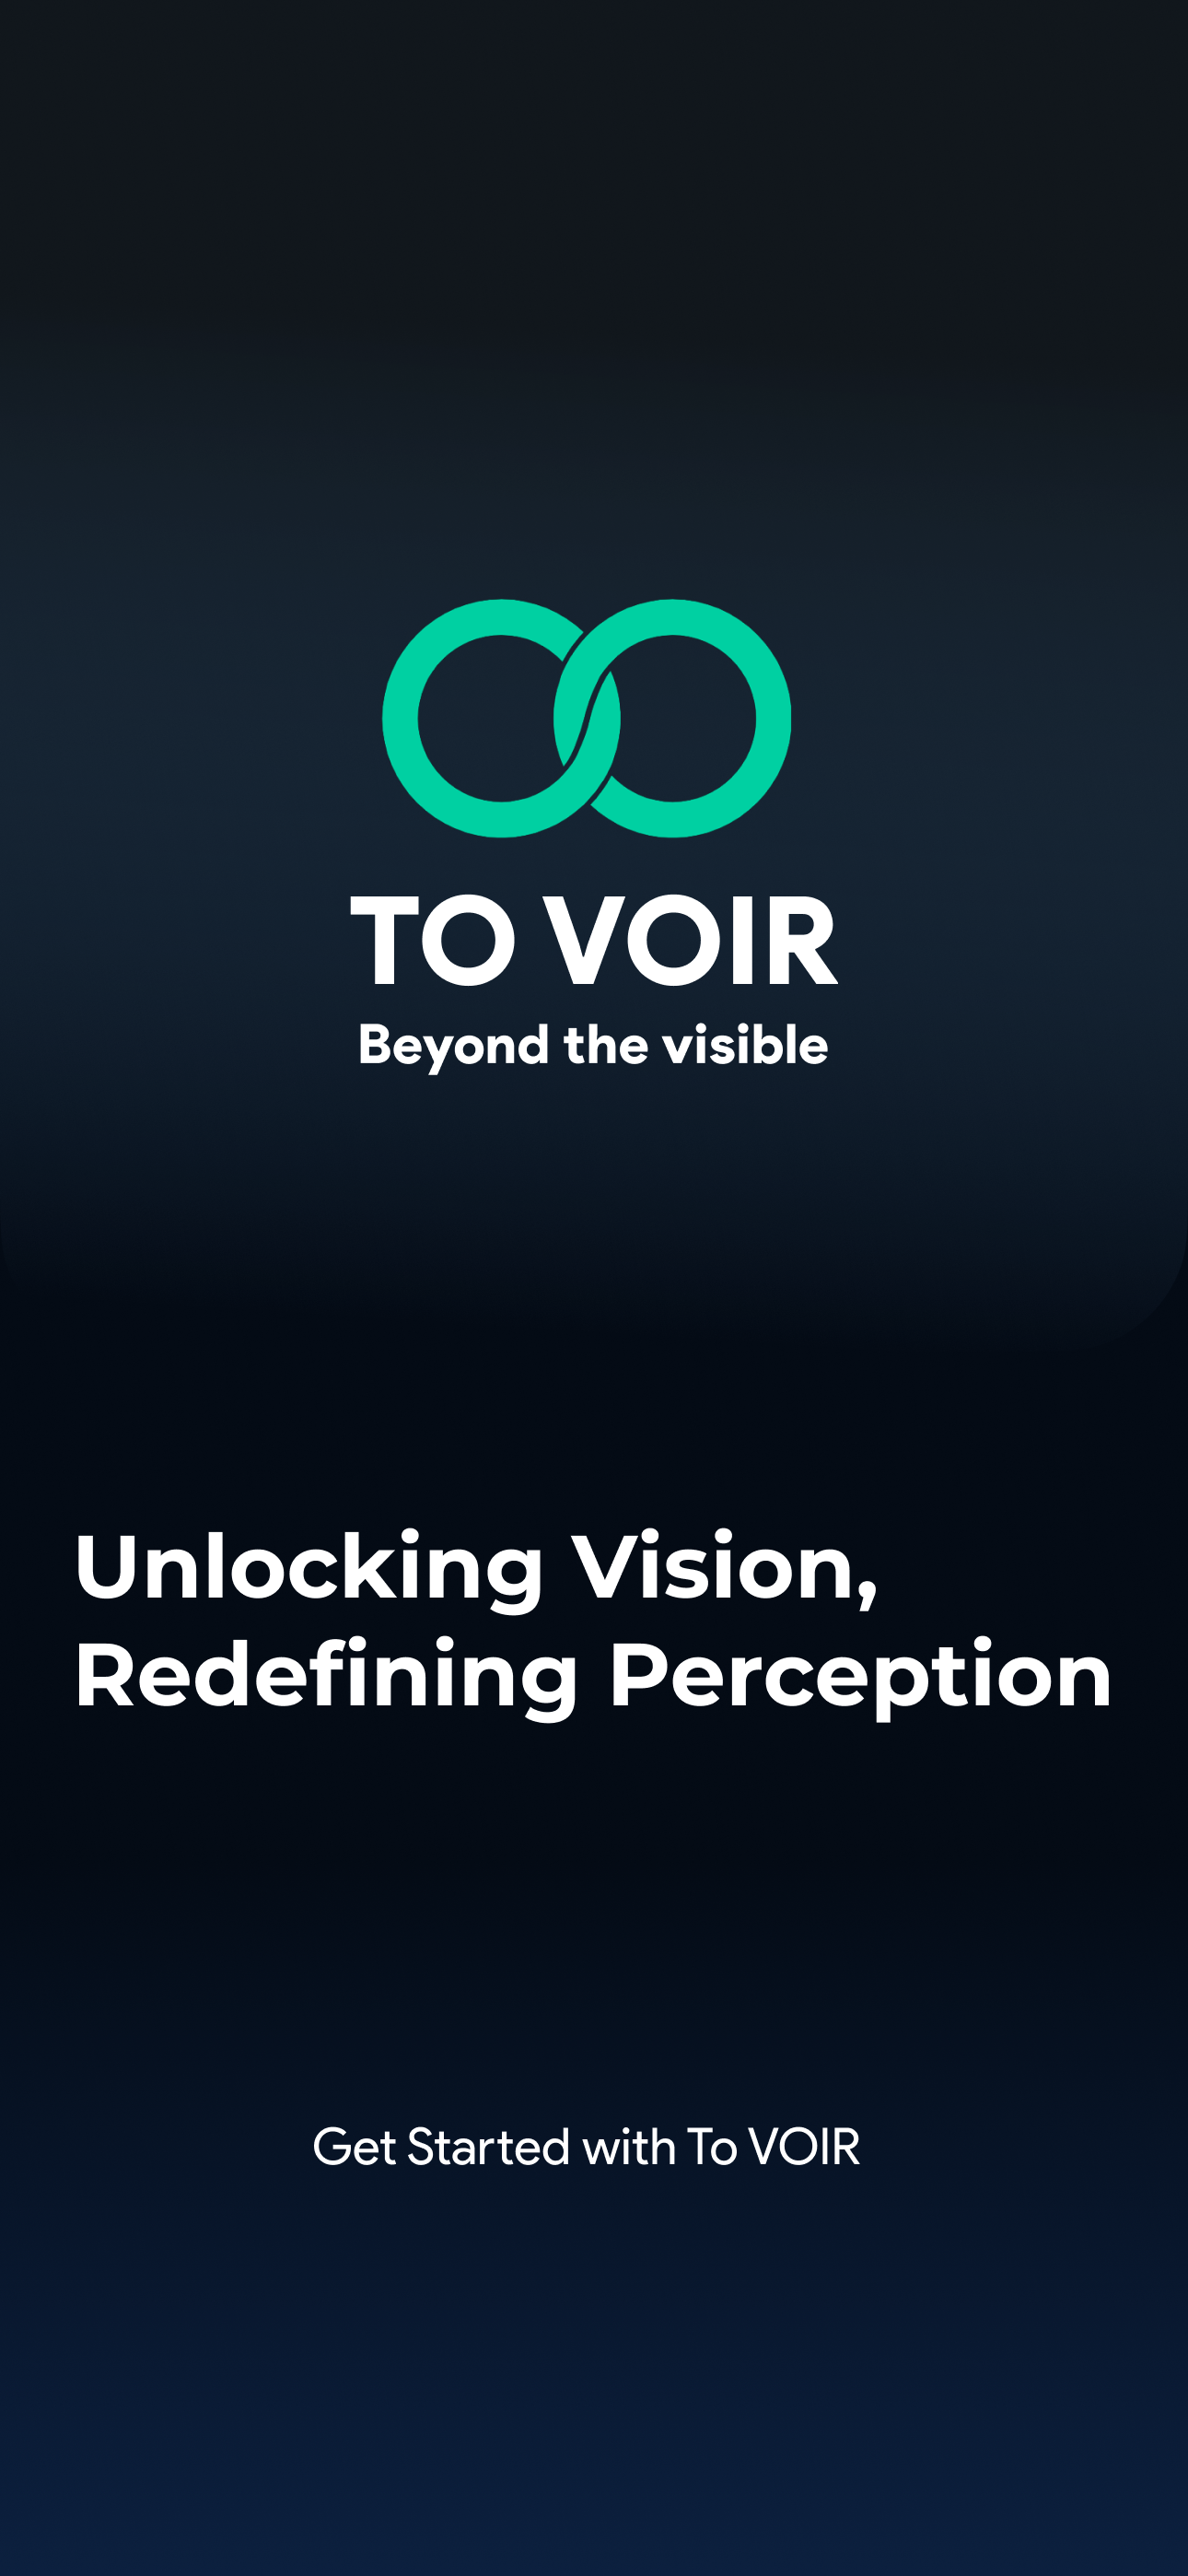 TO VOIR
Beyond the visible
Unlocking Vision,
Redefining Perception
Get Started with To VOIR